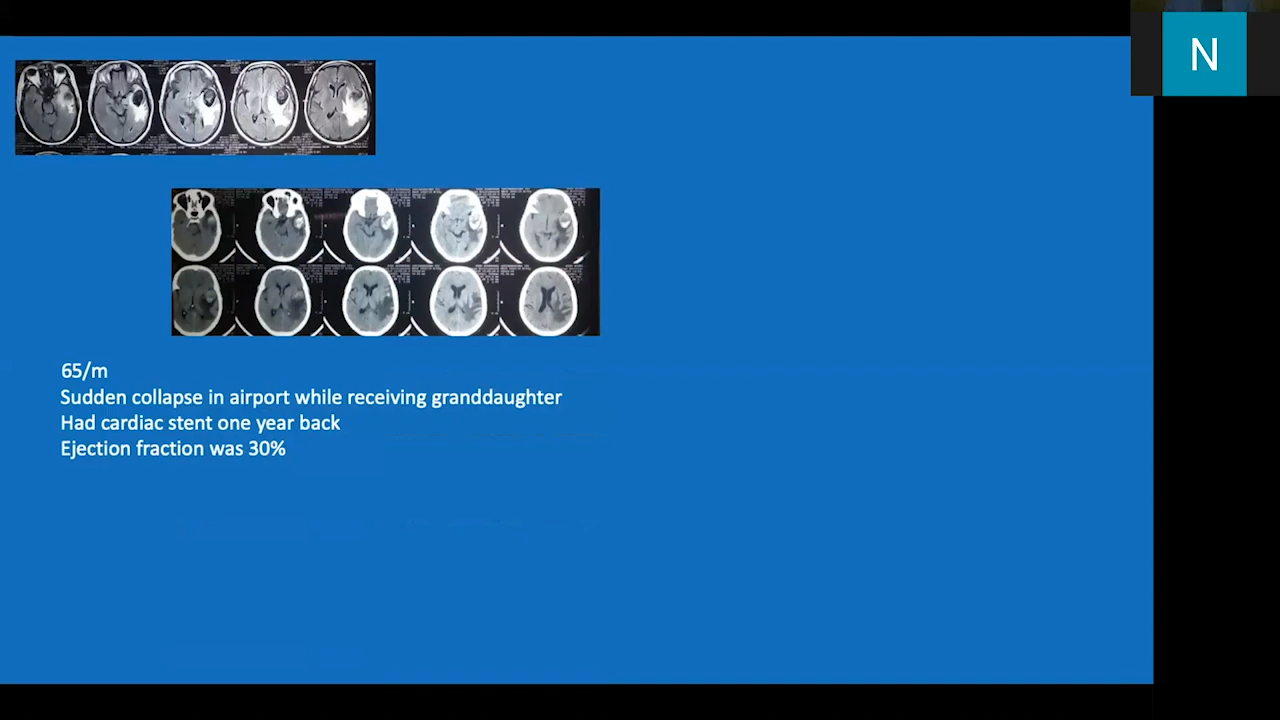 N
65/m
Sudden collapse in airport while receiving granddaughter
Had cardiac stent one year back
Ejection fraction was 30%